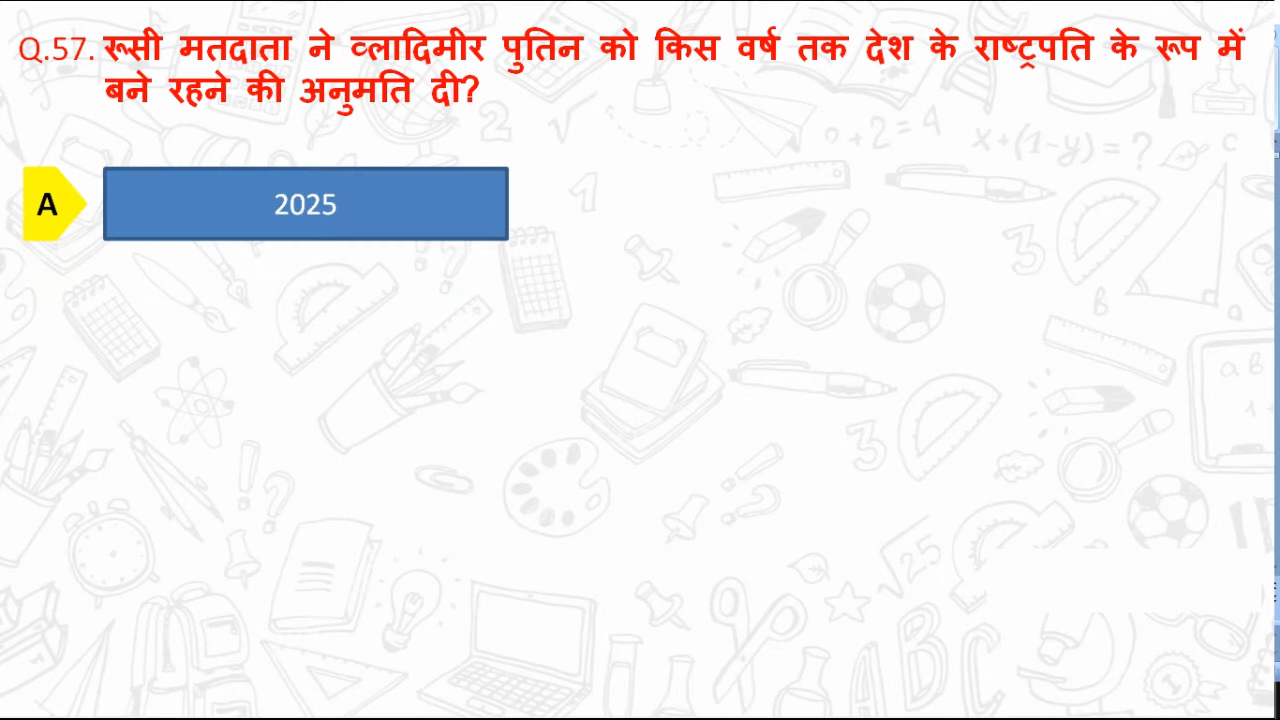 Q.57. रूसी मतदाता ने व्लादिमीर पुतिन को किस वर्ष तक देश के राष्ट्रपति के रूप में
बने रहने की अनुमति दी?
A 2025